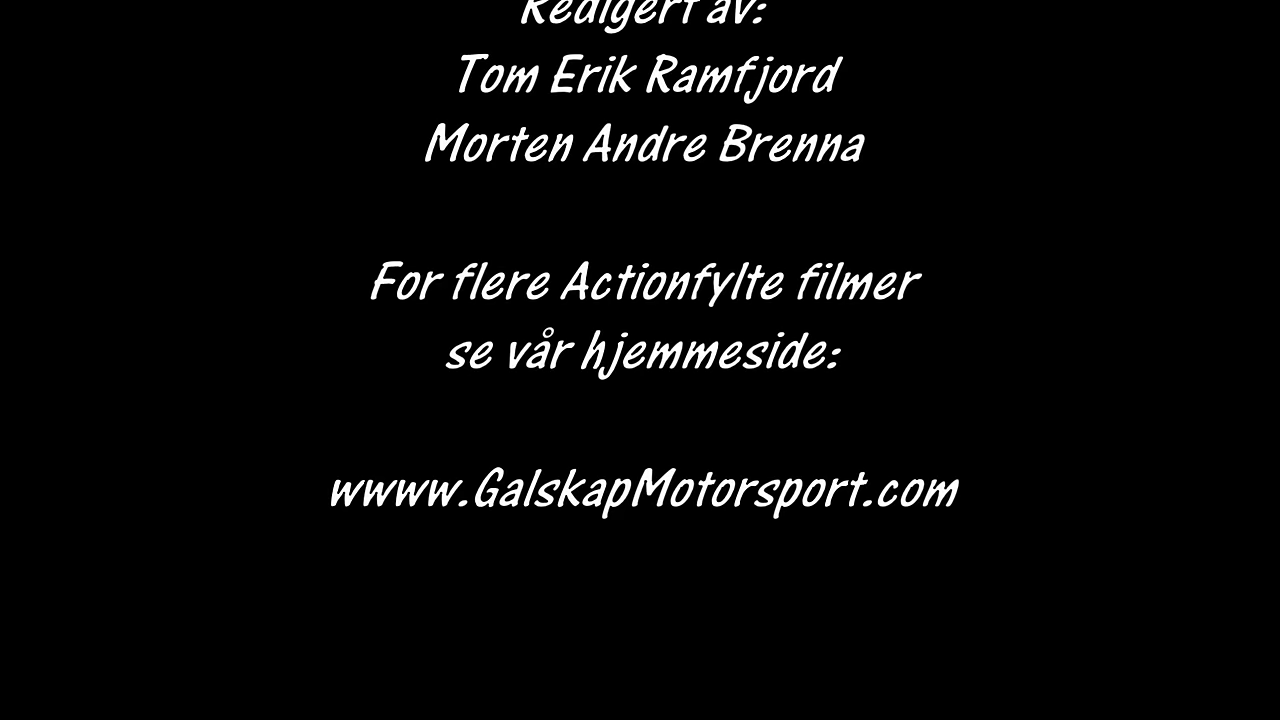 Redigert av:
Tom Erik Ramfjord
Morten Andre Brenna
For flere Actionfylte filmer
se vår hjemmeside:
wwww.GalskapMotorsport.com